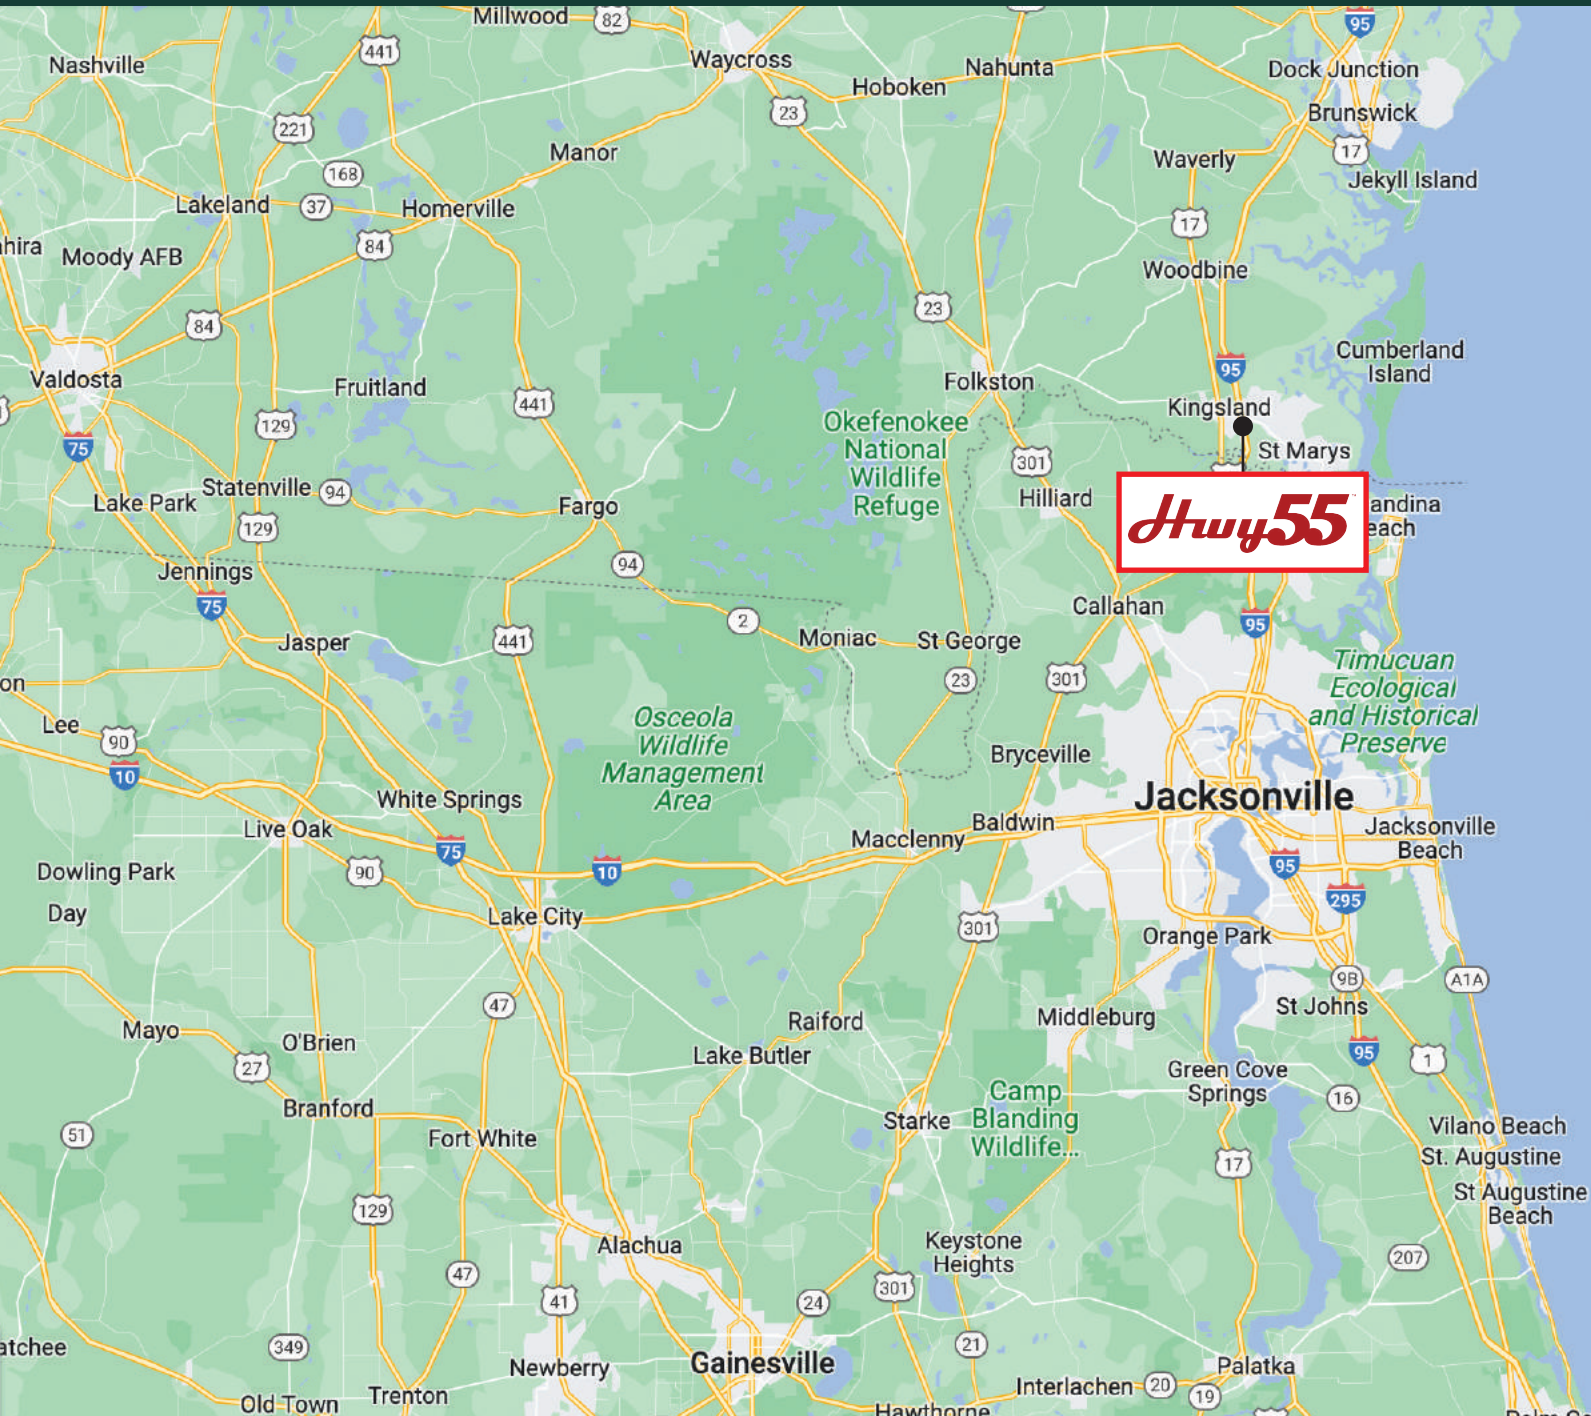 Millwood
82
95
441
Nashville
Waycross
Nahunta
Dock Junction
Hoboken
23
Brunswick
221
Manor
Waverly
17
168
Jekyll Island
Lakeland
37
Homerville
17
84
Moody AFB
Woodbine
23
84
Cumberland
Island
95
Valdosta
Fruitland
Folkston
441
Kingsland
129
Okefenokee
National
Wildlife
Refuge
75
St Marys
301
Statenville
94
Lake Park
Hilliard
Fargo
129
Hwy55
94
Jennings
75
Callahan
2
95
Jasper
441
Moniac
St George
23
301
Timucuan
Ecological
and Historical
Preserve
Lee
90
Osceola
Wildlife
Management
Area
10
Bryceville
White Springs
Jacksonville
Live Oak
Baldwin
Macclenny
Jacksonville
Beach
75
10
95
Dowling Park
90
295
Day
Lake City
301
Orange Park
9B
A1A
47
St Johns
Mayo
Raiford
Middleburg
O'Brien
95
1
27
Lake Butler
Green Cove
Springs
16
Branford
Camp
Blanding
Wildlife...
Starke
51
Fort White
Vilano Beach
St. Augustine
17
St Augustine
Beach
129
Alachua
Keystone
Heights
207
47
41
24
301
349
21
Newberry
Gainesville
Palatka
Trenton
Interlachen
20
19
Old Town
Hawthorne